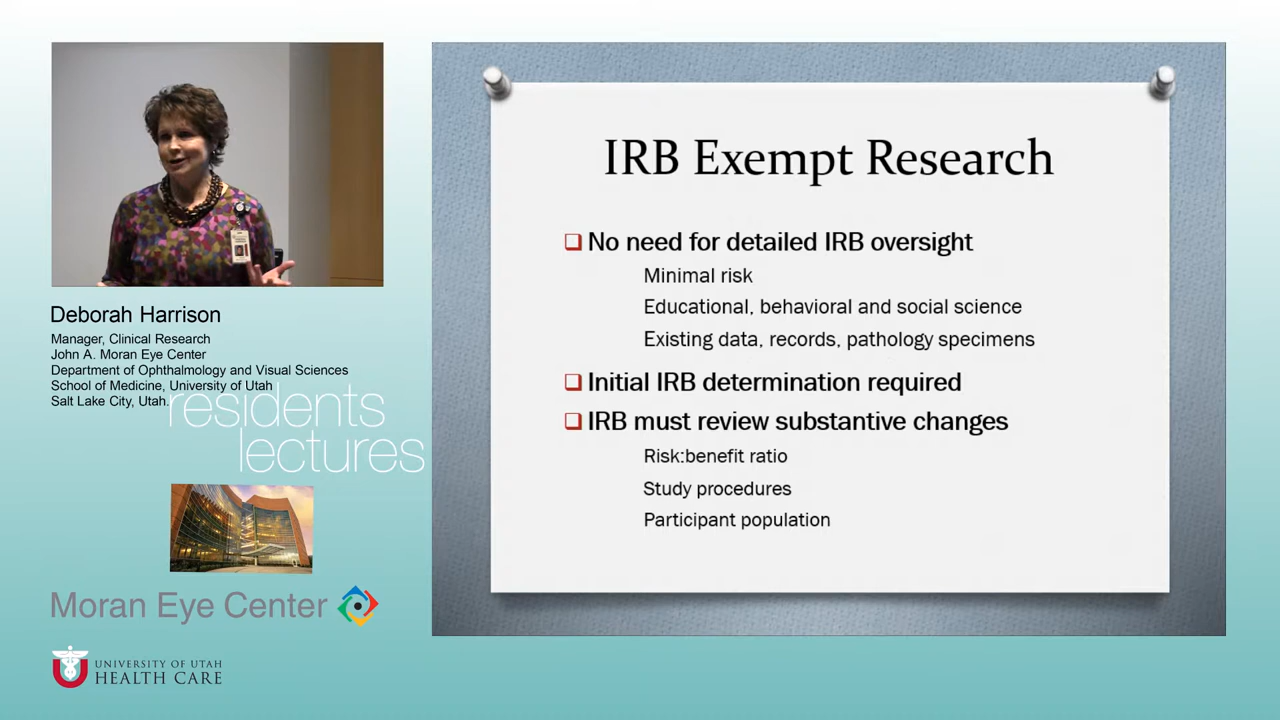 Deborah Harrison
Manager, Clinical Research
John A. Moran Eye Center
Department of Ophthalmology and Visual Sciences
School of Medicine, University of Utah
Salt Lake City, Utah.
residents
lectures
Moran Eye Center
UNIVERSITY OF UTAH
HEALTH CARE
IRB Exempt Research
No need for detailed IRB oversight
Minimal risk
Educational, behavioral and social science
Existing data, records, pathology specimens
Initial IRB determination required
IRB must review substantive changes
Risk:benefit ratio
Study procedures
Participant population